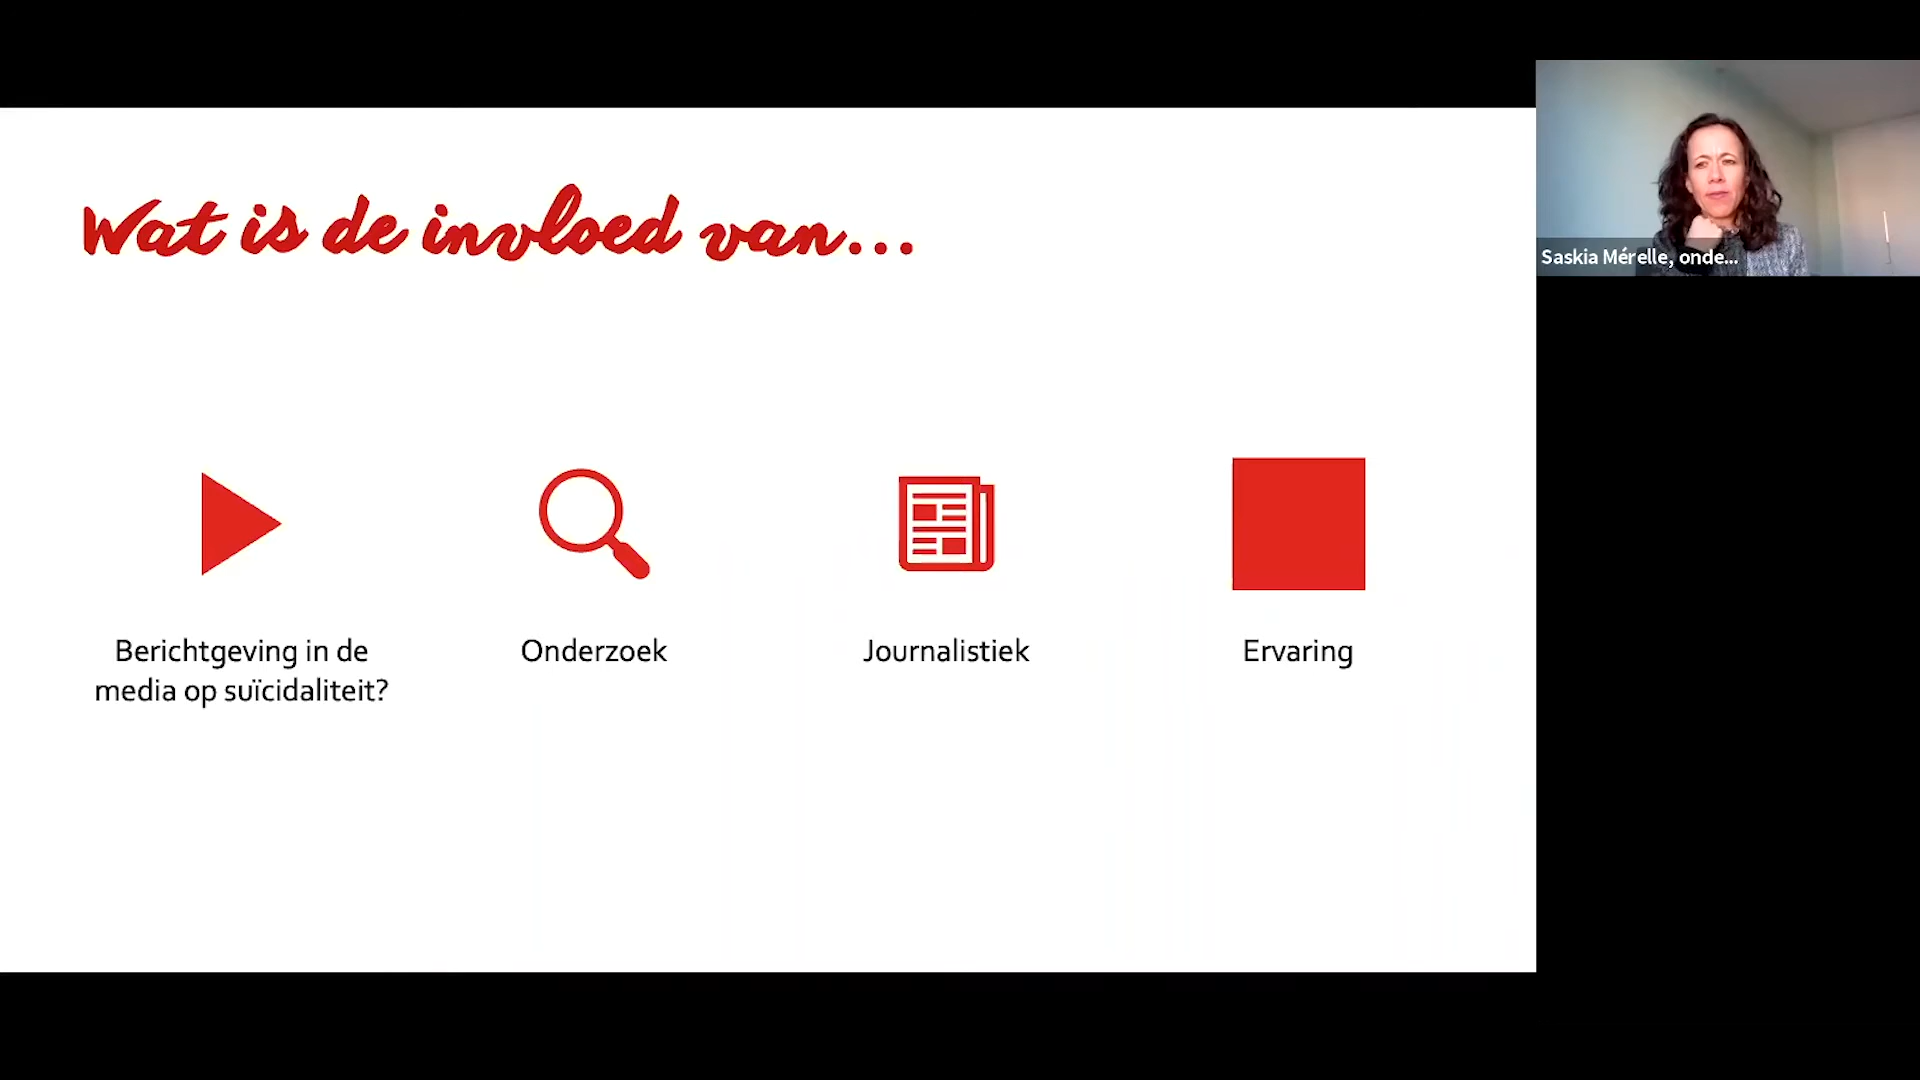 Wat is de invloed van...
Berichtgeving in de
media op suïcidaliteit?
Onderzoek
Journalistiek
Ervaring
Saskia Mérelle, onde...